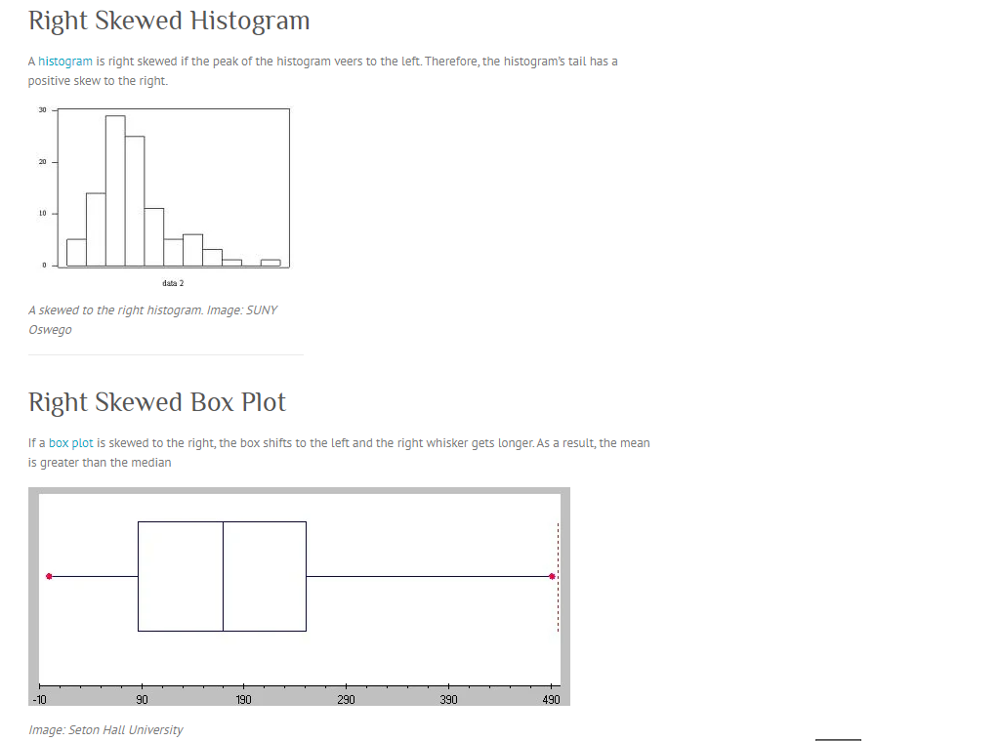 Right Skewed Histogram
A histogram is right skewed if the peak of the histogram veers to the left. Therefore, the histogram's tail has a
positive skew to the right.
30
20
10
0
data 2
A skewed to the right histogram. Image: SUNY
Oswego
Right Skewed Box Plot
If a box plot is skewed to the right, the box shifts to the left and the right whisker gets longer. As a result, the mean
is greater than the median
-10 90 190 290 390 490
Image: Seton Hall University